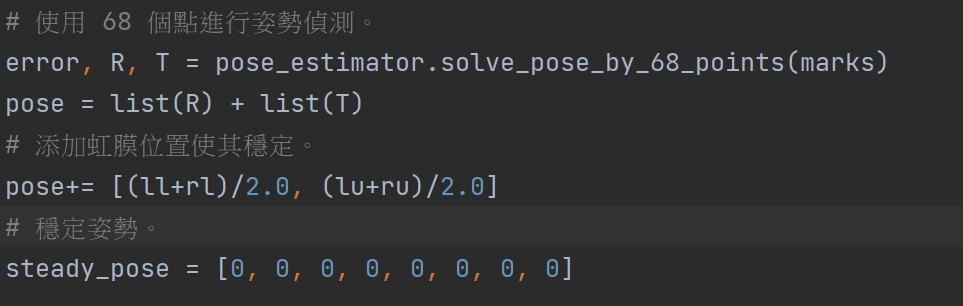 # 使用 68 個點進行姿勢偵測。
error, R, T = pose_estimator.solve_pose_by_68_points(marks)
pose = list(R) + list(T)
# 添加虹膜位置使其穩定。
pose+= [(ll+rl)/2.0, (lu+ru)/2.0]
# 穩定姿勢。
steady_pose = [0, 0, 0, 0, 0, 0, 0, 0]